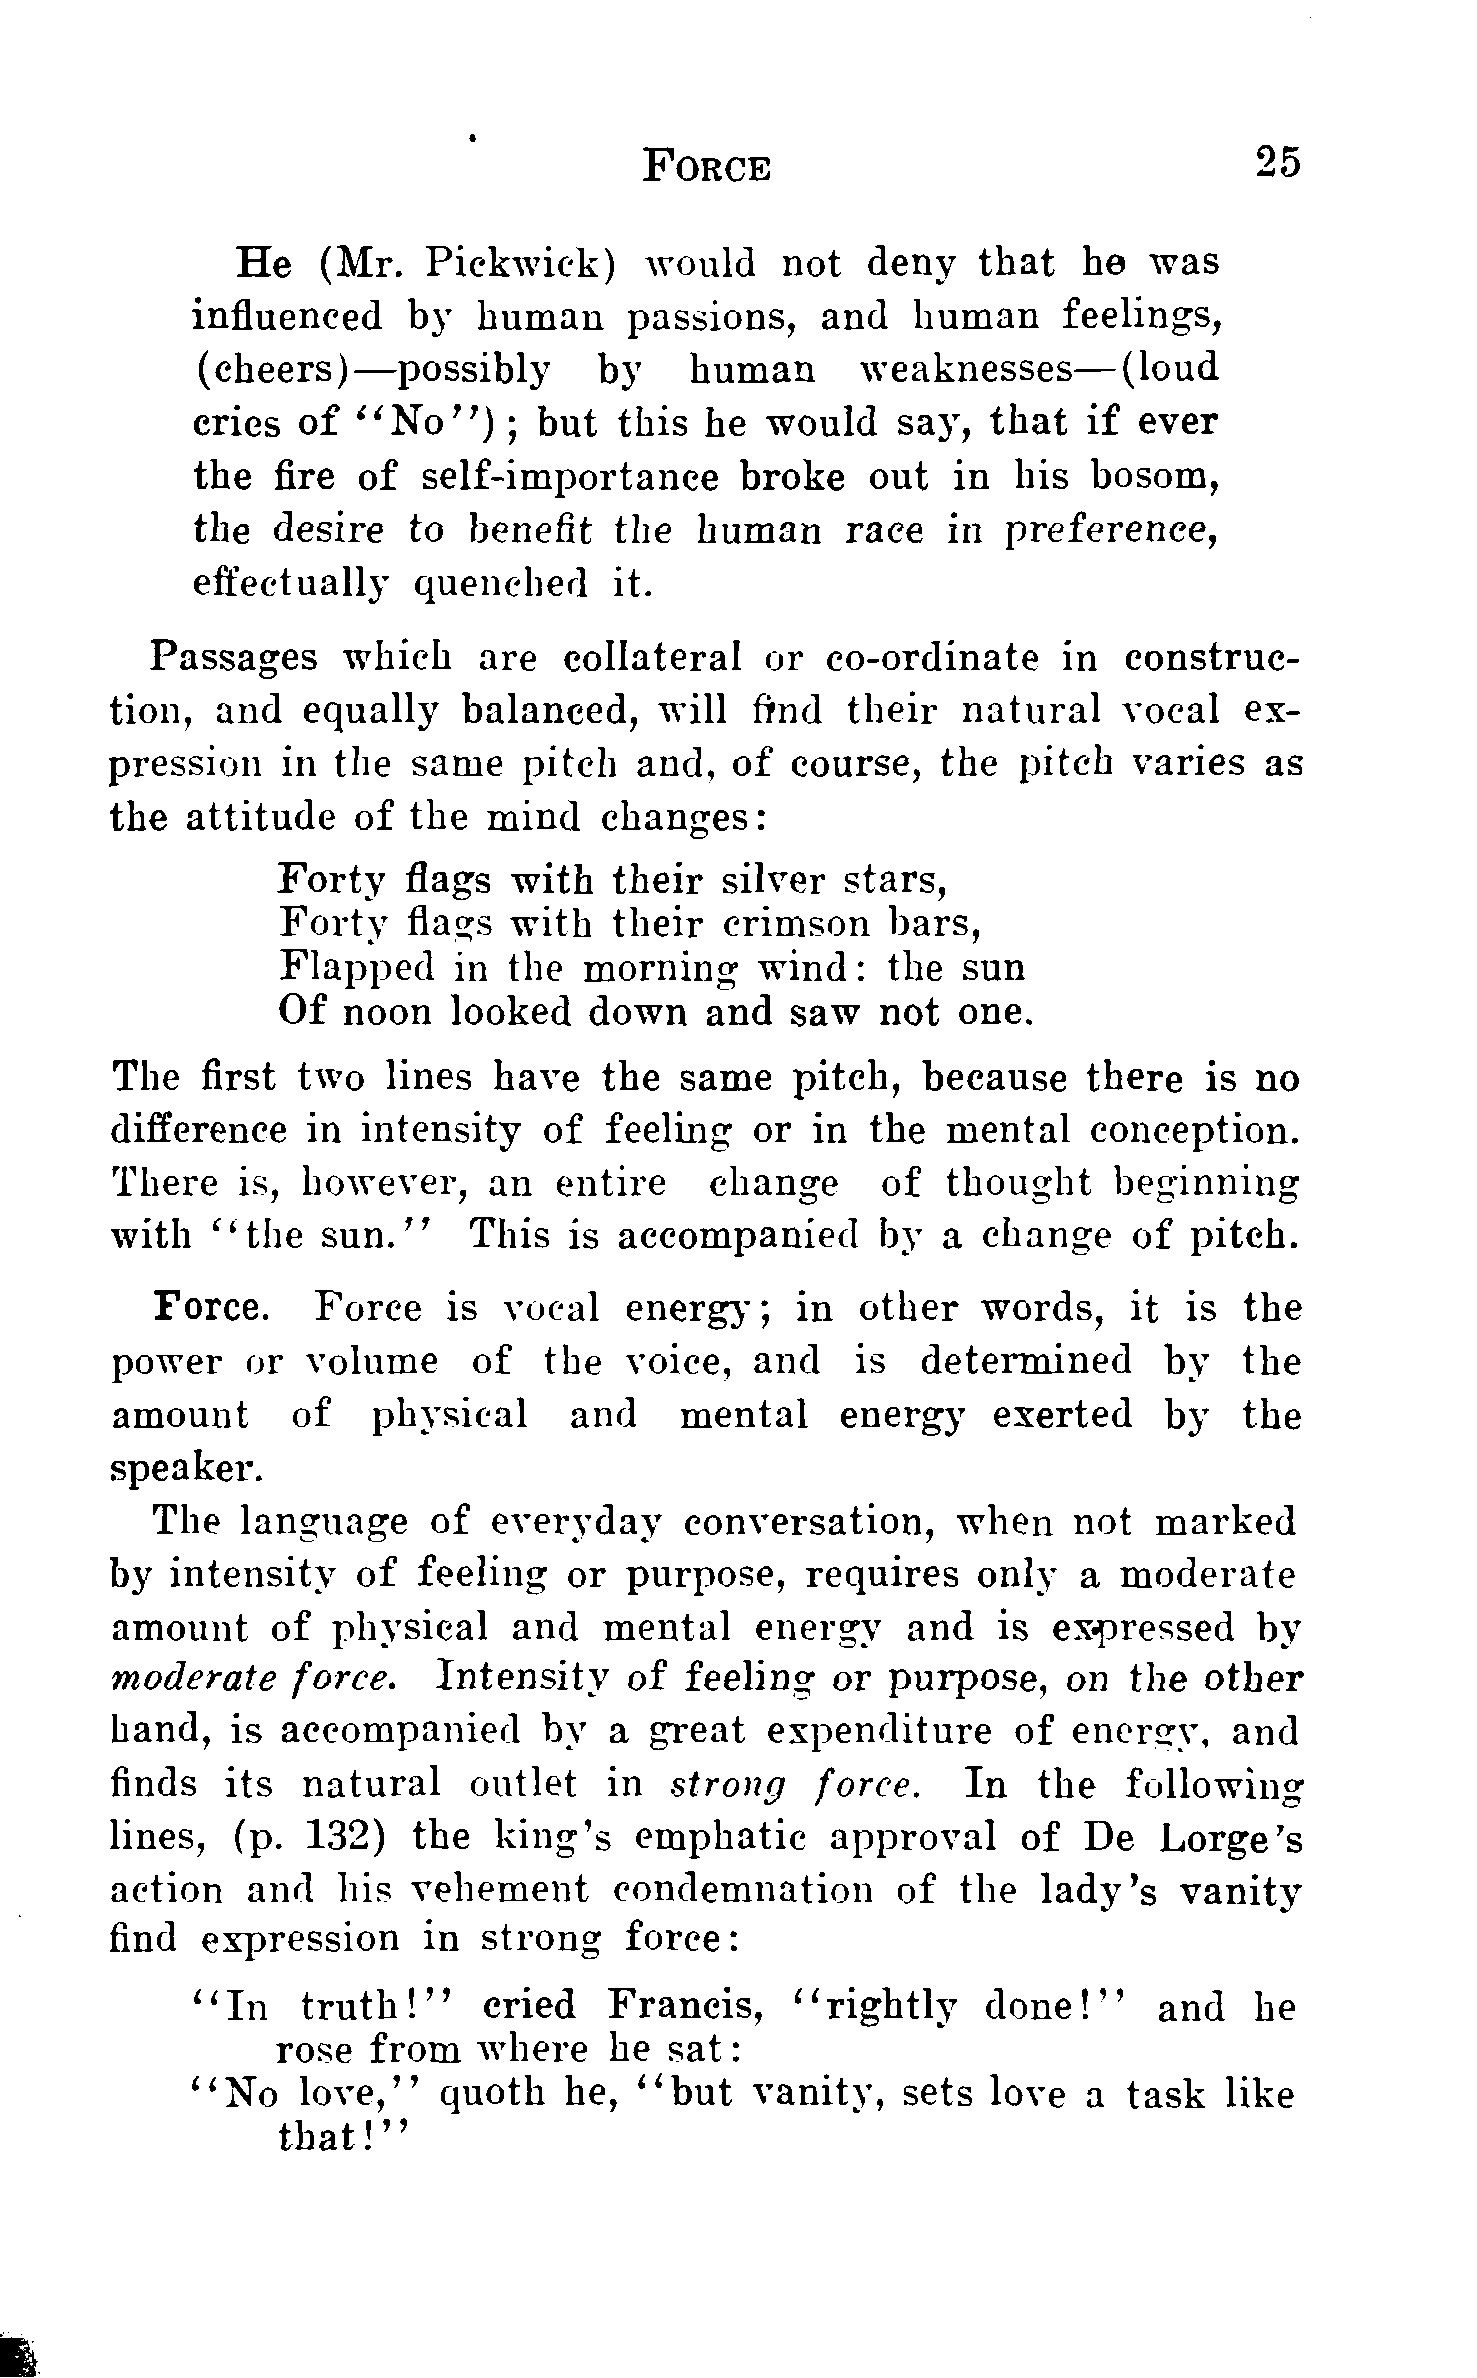 FORCE 25
He (Mr. Pickwick) would not deny that he was
influenced by human passions, and human feelings,
(cheers)—possibly by human weaknesses—(loud
cries of "No"); but this he would say, that if ever
the fire of self-importance broke out in his bosom,
the desire to benefit the human race in preference,
effectually quenched it.
Passages which are collateral or co-ordinate in construc-
tion, and equally balanced, will find their natural vocal ex-
pression in the same pitch and, of course, the pitch varies as
the attitude of the mind changes:
Forty flags with their silver stars,
Forty flags with their crimson bars,
Flapped in the morning wind: the sun
Of noon looked down and saw not one.
The first two lines have the same pitch, because there is no
difference in intensity of feeling or in the mental conception.
There is, however, an entire change of thought beginning
with "the sun." This is accompanied by a change of pitch.
Force. Force is vocal energy; in other words, it is the
power or volume of the voice, and is determined by the
amount of physical and mental energy exerted by the
speaker.
The language of everyday conversation, when not marked
by intensity of feeling or purpose, requires only a moderate
amount of physical and mental energy and is expressed by
moderate force. Intensity of feeling or purpose, on the other
hand, is accompanied by a great expenditure of energy, and
finds its natural outlet in strong force. In the following
lines, (p. 132) the king's emphatic approval of De Lorge's
action and his vehement condemnation of the lady's vanity
find expression in strong force:
"In truth!" cried Francis, "rightly done!" and he
rose from where he sat:
"No love," quoth he, "but vanity, sets love a task like
that!"